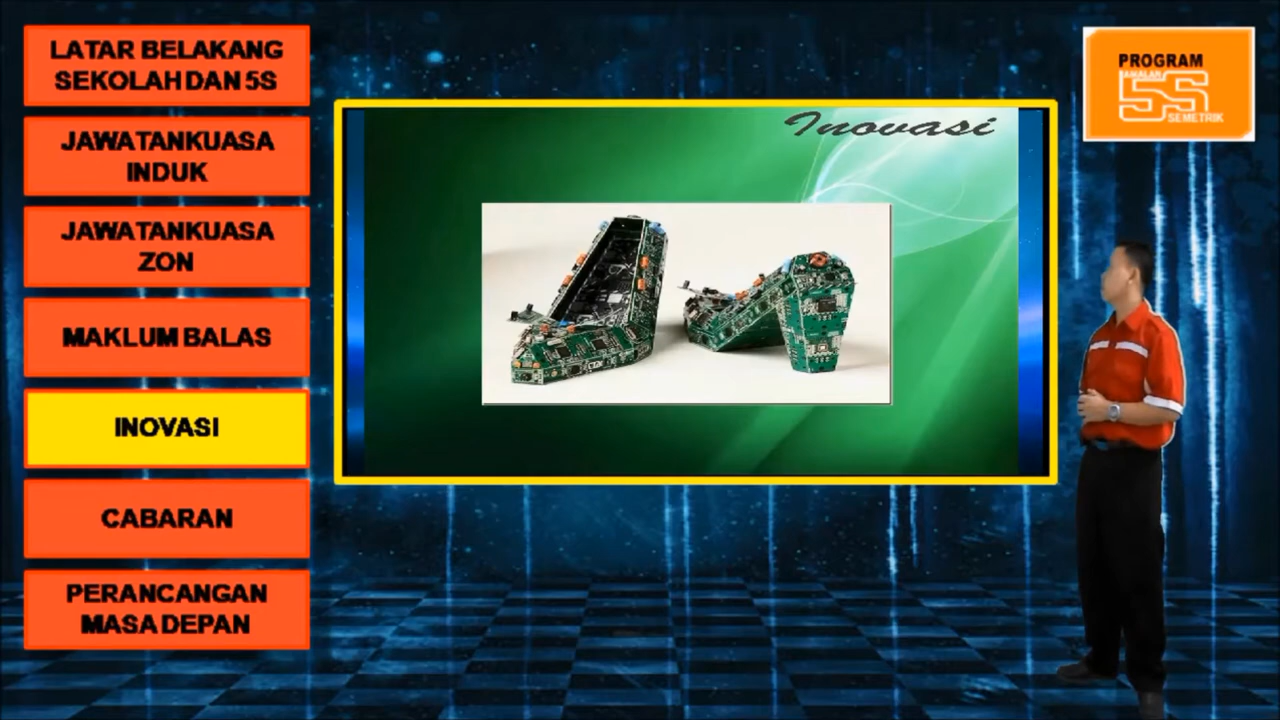 LATAR BELAKANG
SEKOLAH DAN 5S
JAWATANKUASA
INDUK
JAWATANKUASA
ZON
MAKLUM BALAS
INOVASI
CABARAN
PERANCANGAN
MASA DEPAN
Inovasi
PROGRAM
AMALAN
5S
SEMETRIK